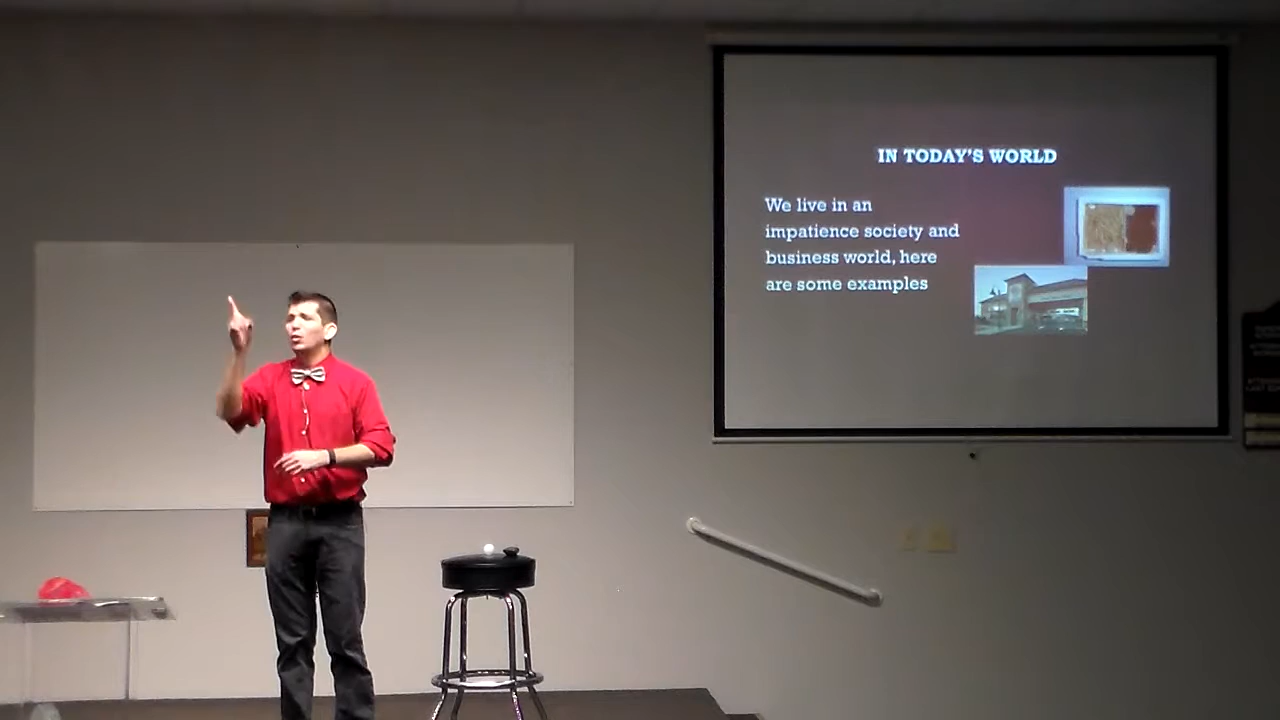 IN TODAY'S WORLD
We live in an
impatience society and
business world, here
are some examples